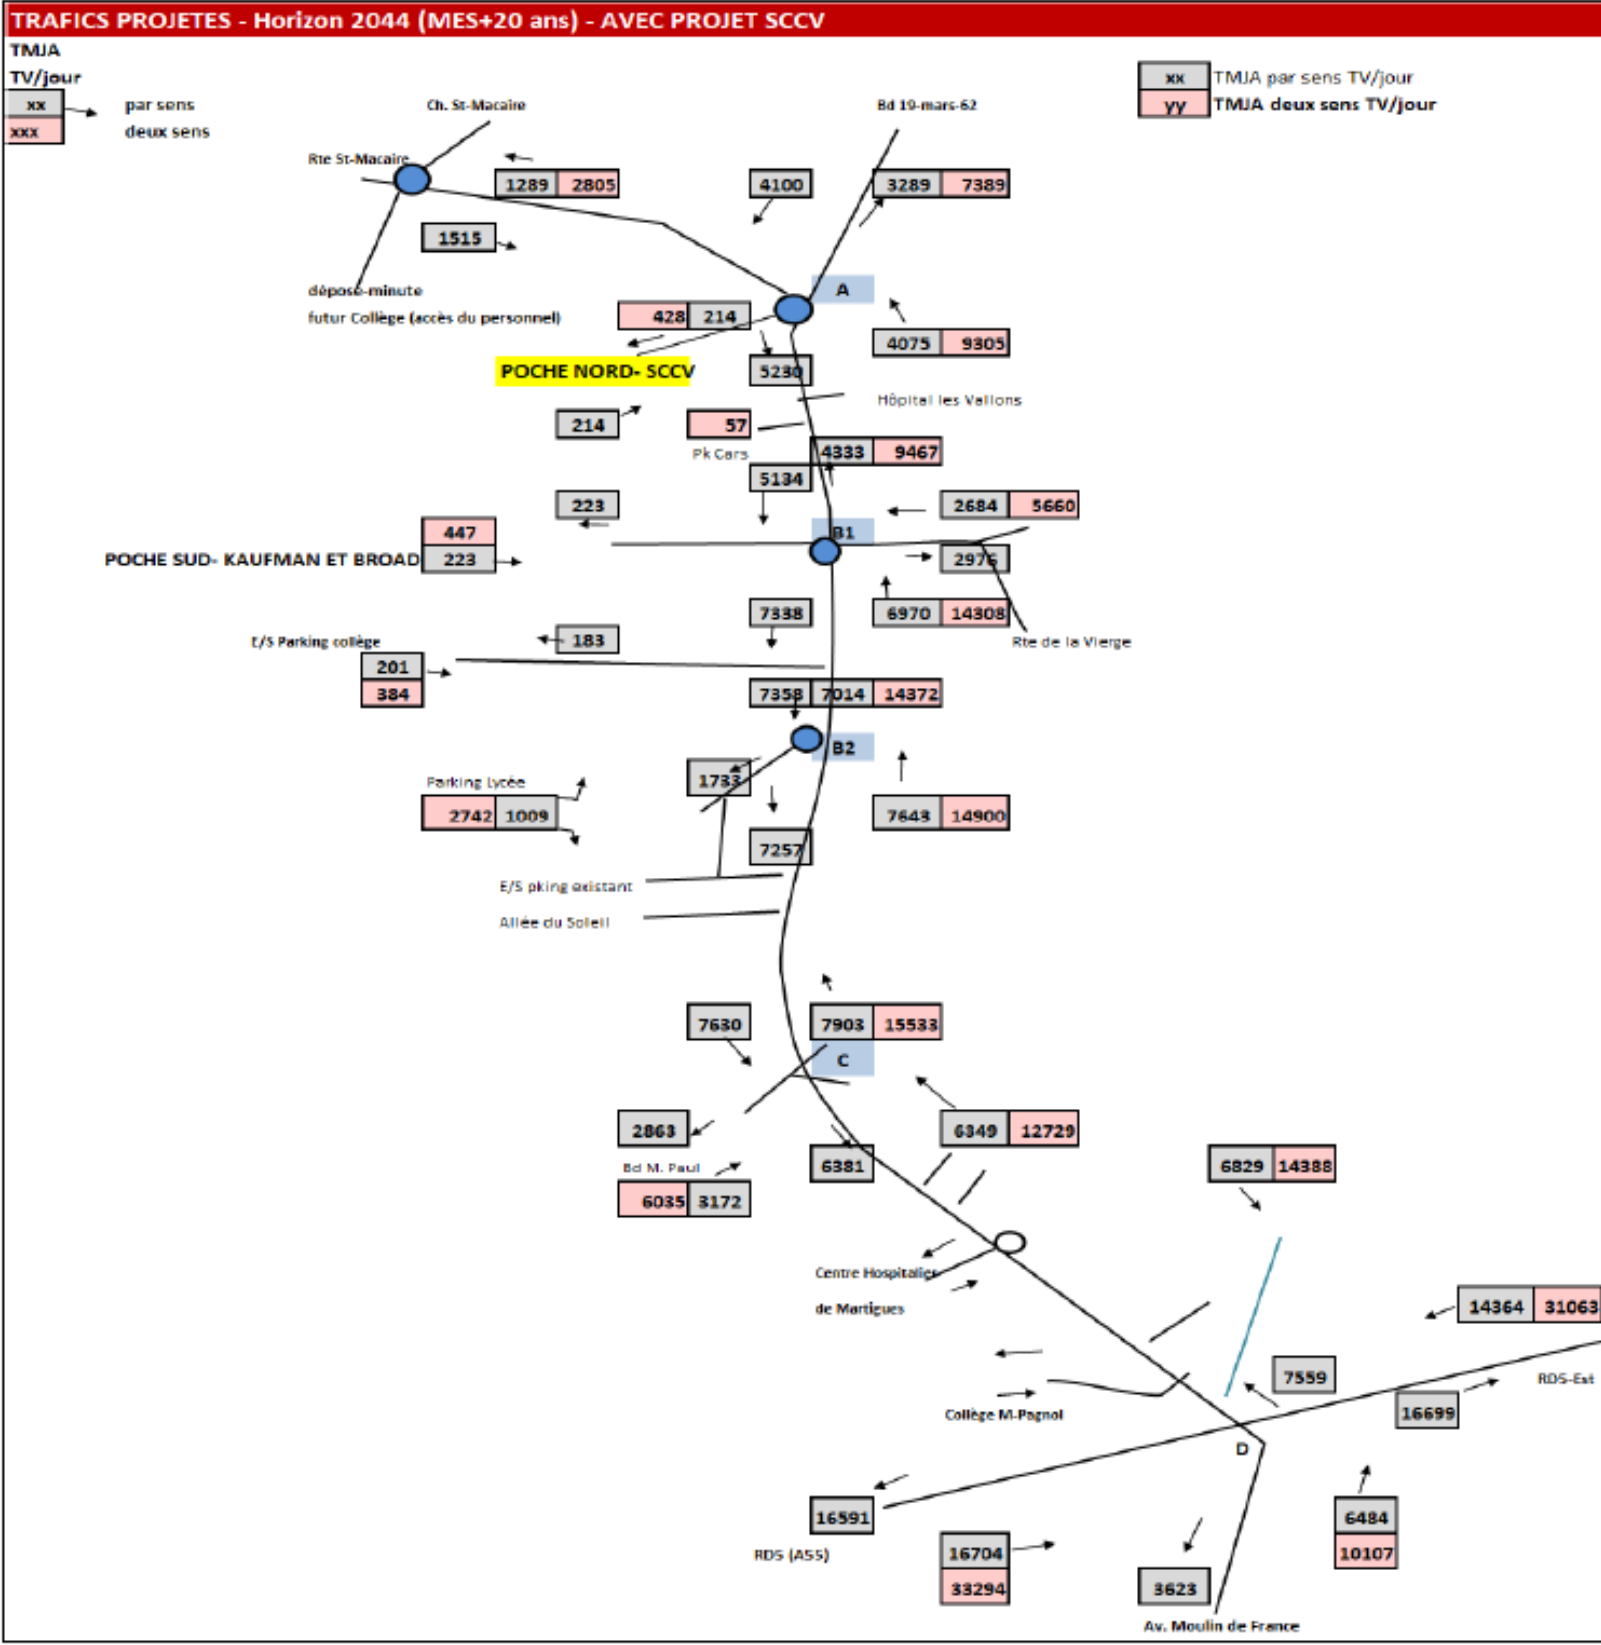 TRAFICS PROJETES - Horizon 2044 (MES+20 ans) - AVEC PROJET SCCV
TMJA
TV/jour
xx par sens
xxx deux sens
xx TMJA par sens TV/jour
yy TMJA deux sens TV/jour
Ch. St-Macaire
Bd 19-mars-62
Rte St-Macaire
1289 2805
4100
3289 7389
1515
dépose-minute
A
futur Collège (accès du personnel)
428 214
4075 9305
POCHE NORD- SCCV
5230
Hôpital les Vallons
214
57
Pk Cars
4333 9467
5134
223
2684 5660
447
B1
POCHE SUD- KAUFMAN ET BROAD 223
2976
7338
6970 14308
E/S Parking collège
183
Rte de la Vierge
201
384
7358 7014 14372
B2
Parking Lycée
1733
2742 1009
7643 14900
7257
E/S pking existant
Allée du Soleil
7630
7903 15533
C
2863
6349 12729
Bd M. Paul
6381
6829 14388
6035 3172
Centre Hospitalier
de Martigues
14364 31063
7559
RD5-Est
Collège M-Pagnol
16699
D
16591
6484
RD5 (A55)
16704
10107
33294
3623
Av. Moulin de France